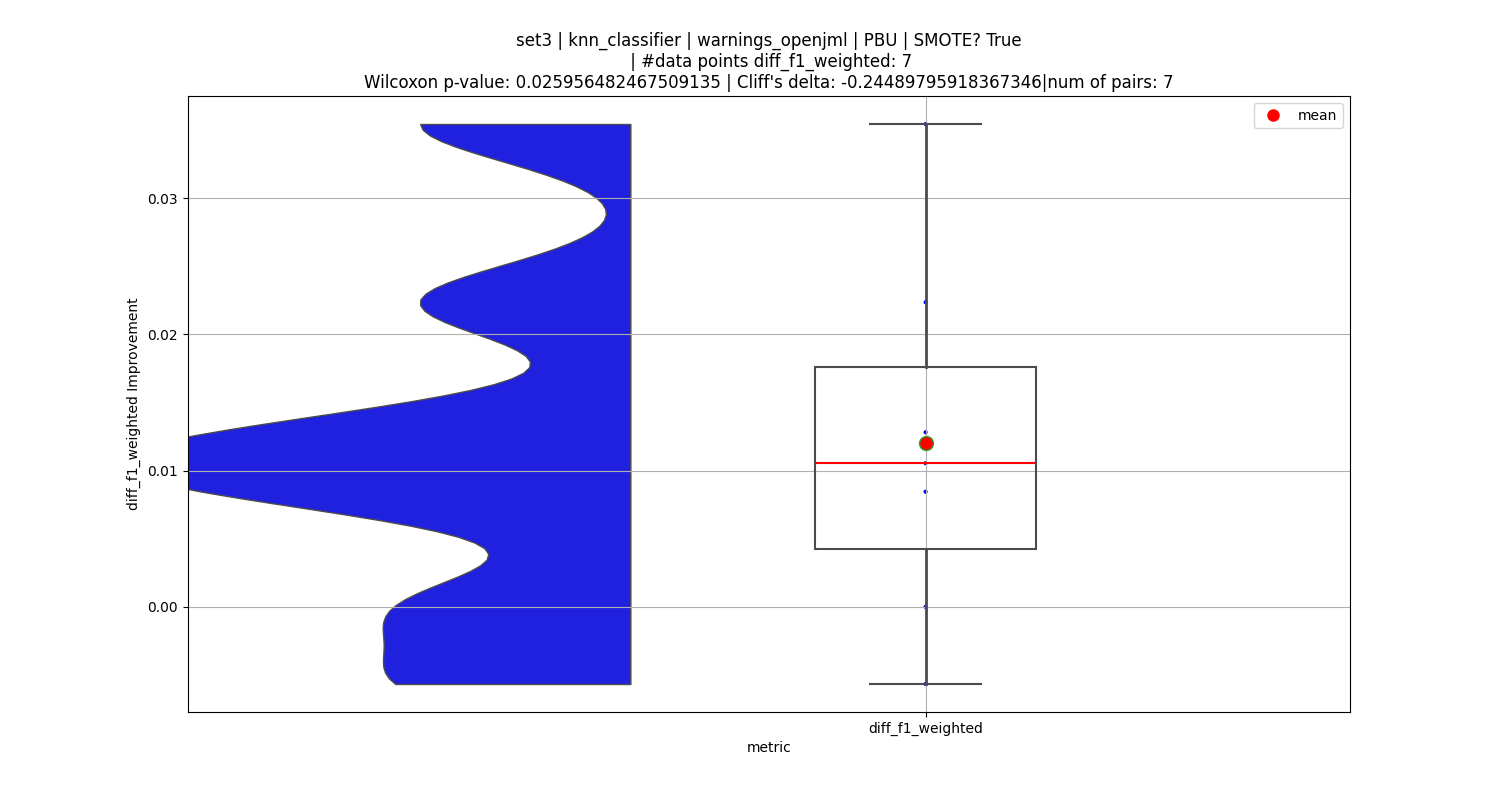 set3 | knn_classifier | warnings_openjml | PBU | SMOTE? True
| #data points diff_f1_weighted: 7
Wilcoxon p-value: 0.025956482467509135 | Cliff's delta: -0.24489795918367346|num of pairs: 7
mean
0.03
0.02
0.01
0.00
diff_f1_weighted Improvement
diff_f1_weighted
metric